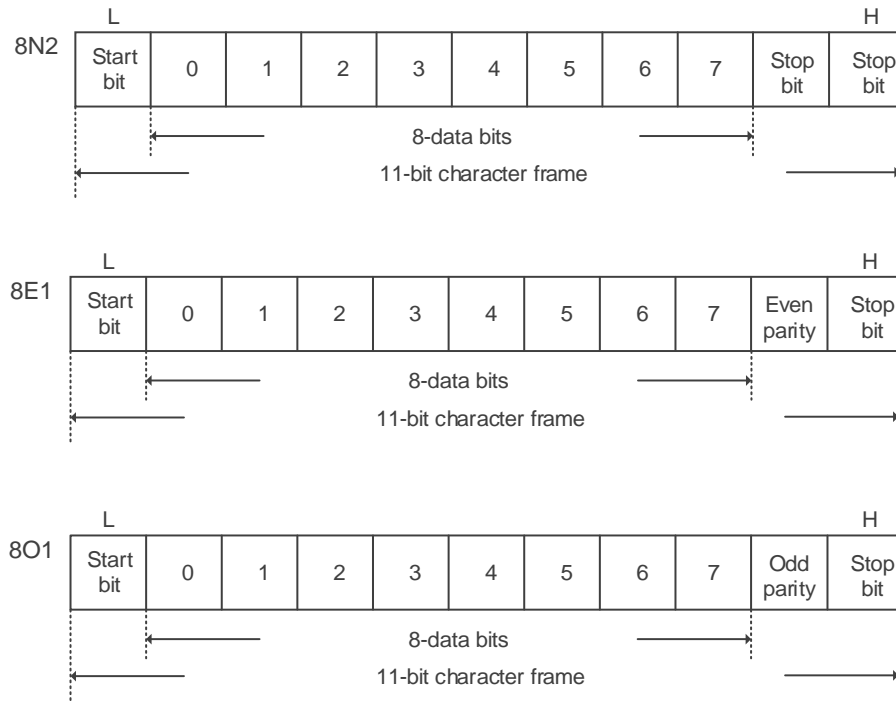 L H
8N2 Start bit 0 1 2 3 4 5 6 7 Stop bit Stop bit
8-data bits
11-bit character frame
L H
8E1 Start bit 0 1 2 3 4 5 6 7 Even parity Stop bit
8-data bits
11-bit character frame
L H
8O1 Start bit 0 1 2 3 4 5 6 7 Odd parity Stop bit
8-data bits
11-bit character frame